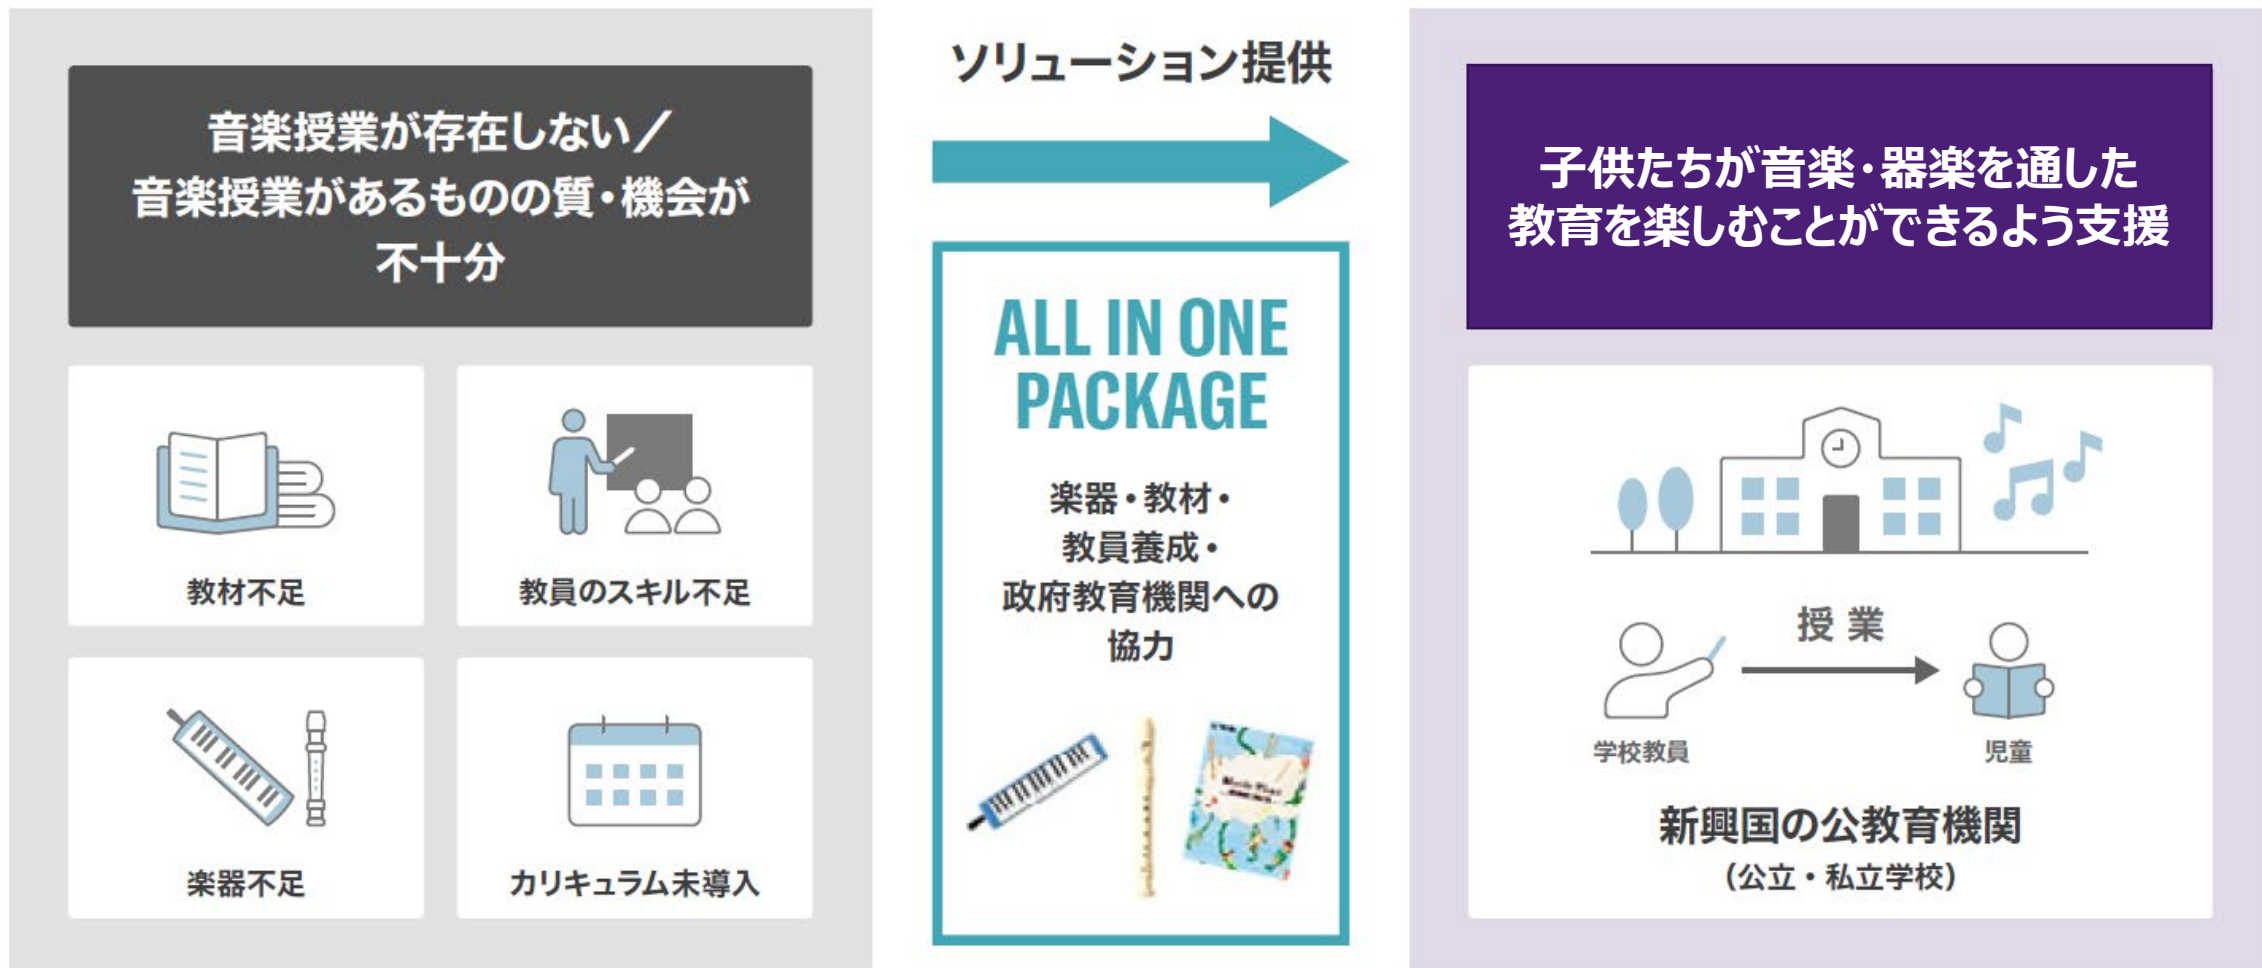 音楽授業が存在しない／
音楽授業があるものの質・機会が
不十分
教材不足
教員のスキル不足
楽器不足
カリキュラム未導入
ソリューション提供
ALL IN ONE
PACKAGE
楽器・教材・
教員養成・
政府教育機関への
協力
子供たちが音楽・器楽を通した
教育を楽しむことができるよう支援
授業
学校教員
児童
新興国の公教育機関
（公立・私立学校）